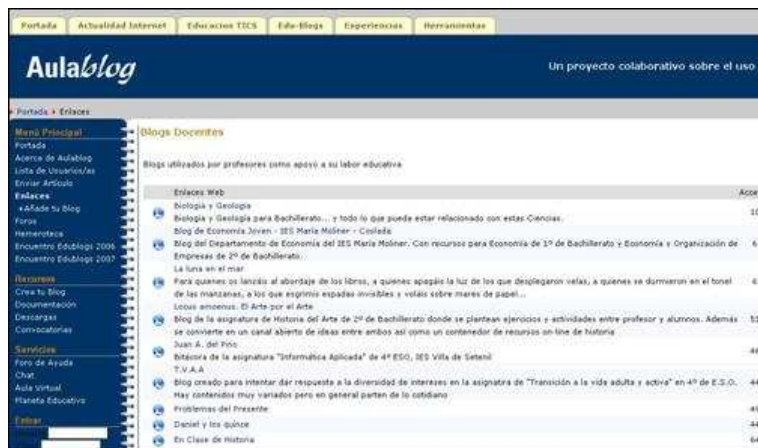 Portada Actualidad Internet Educacion TICS Edu-Blogs Experiencias Herramientas
Aulablog
Un proyecto colaborativo sobre el uso
Portada Enlaces
Menú Principal
Portada
Acerca de Aulablog
Lista de Usuarios/as
Enviar Artículo
Enlaces
Añade tu Blog
Foros
Hemeroteca
Encuentro Edublogs 2006
Encuentro Edublogs 2007
Recursos
Crea tu Blog
Documentación
Descargas
Convocatorias
Servicios
Foro de Ayuda
Chat
Aula Virtual
Planeta Educativo
Entrar
Blogs Docentes
Blogs utilizados por profesores como apoyo a su labor educativa
Enlaces Web
Biología y Geología
Biología y Geología para Bachillerato... y todo lo que pueda estar relacionado con estas Ciencias.
Blog de Economía Joven - IES María Moliner - Coslada
Blog del Departamento de Economía del IES María Moliner. Con recursos para Economía de 1º de Bachillerato y Economía y Organización de
Empresas de 2º de Bachillerato.
La luna en el mar
Para quienes os lanzáis al abordaje de los libros, a quienes apagáis la luz de los que desplegaron velas, a quienes se durmieron en el tonel
de las manzanas, a los que esgrimís espadas invisibles y voláis sobre mares de papel...
Locus amoenus. El Arte por el Arte
Blog de la asignatura de Historia del Arte de 2º de Bachillerato donde se plantean ejercicios y actividades entre profesor y alumnos. Además
se convierte en un canal abierto de ideas entre ambos así como un contenedor de recursos on line de historia
Juan A. del Pino
Bitácora de la asignatura "Informática Aplicada" de 4º ESO, IES Villa de Setenil
T.V.A.A
Blog creado para intentar dar respuesta a la diversidad de intereses en la asignatra de "Transición a la vida adulta y activa" en 4º de E.S.O.
Hay contenidos muy variados pero en general parten de lo cotidiano
Problemas del Presente
Daniel y los quince
En Clase de Historia